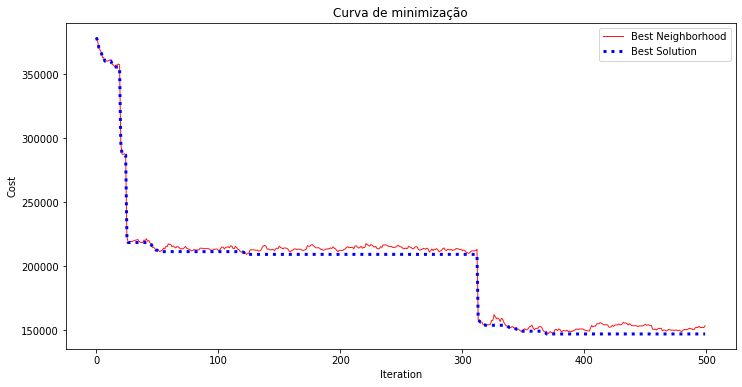 Curva de minimização
Best Neighborhood
Best Solution
350000
300000
250000
200000
150000
Cost
0
100
200
300
400
500
Iteration